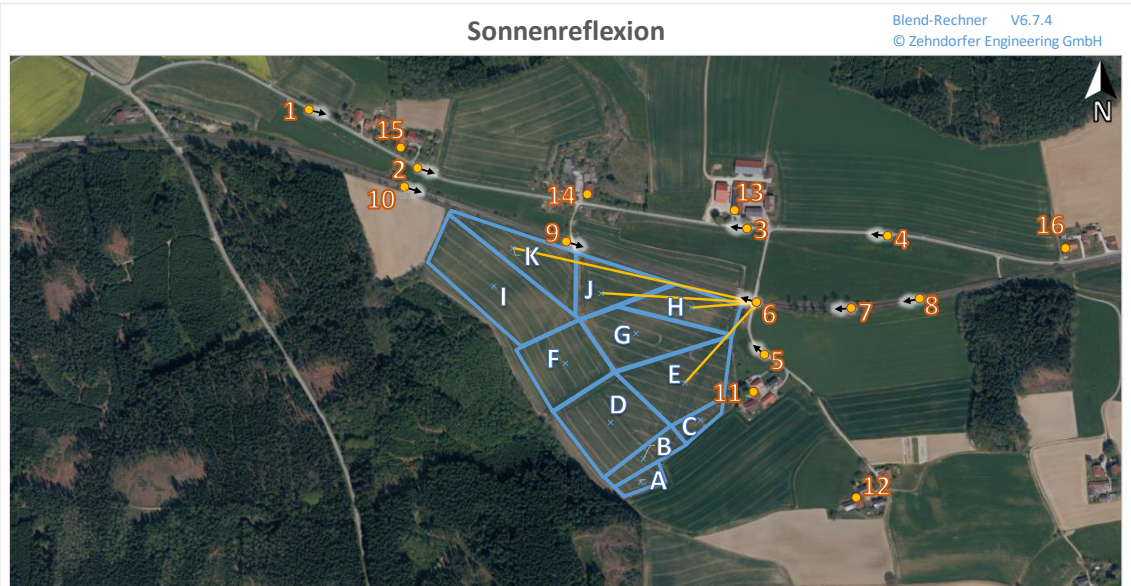 Sonnenreflexion
Blend-Rechner V6.7.4
© Zehndorfer Engineering GmbH
N
1
15
2
10
14
13
3
4
16
9
K
I
J
H
6
7
8
G
F
E
5
11
D
C
B
A
12